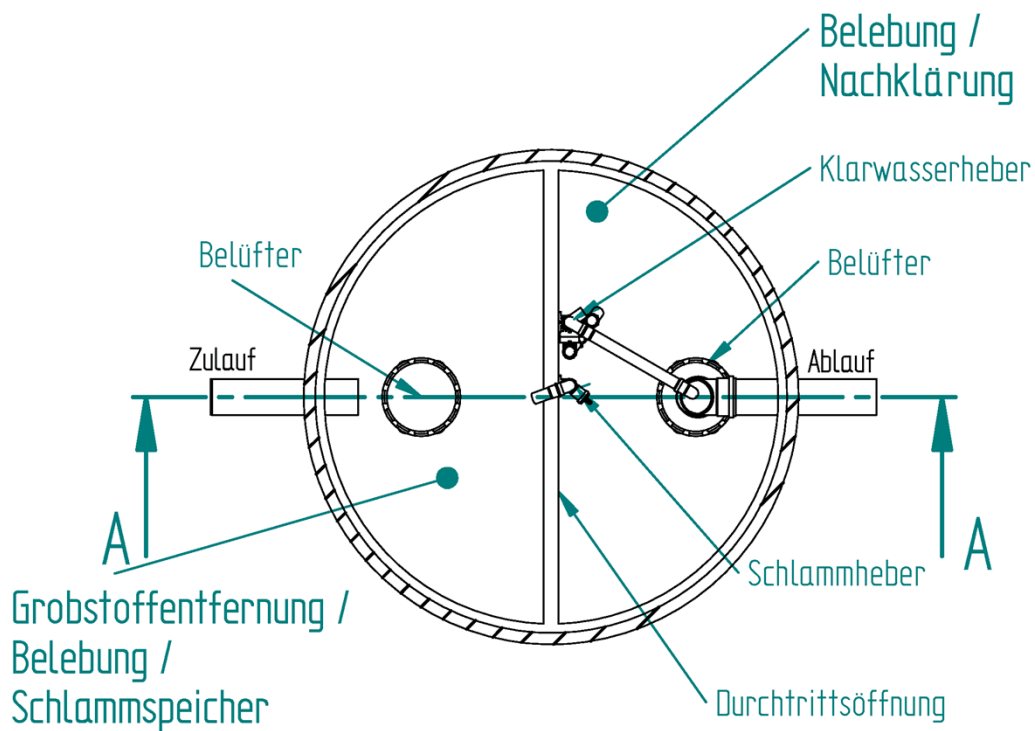 Belebung /
Nachklärung
Klarwasserheber
Belüfter
Belüfter
Zulauf
Ablauf
A
A
Schlammheber
Grobstoffentfernung /
Belebung /
Schlammspeicher
Durchtrittsöffnung